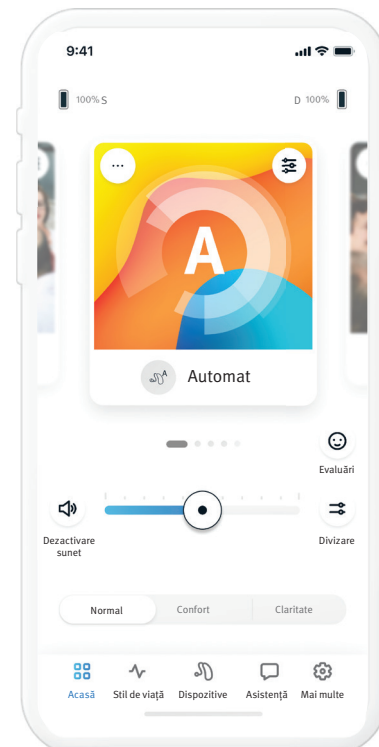 9:41
100% S
D 100%
A
A
Automat
Evaluări
Dezactivare
sunet
Divizare
Normal
Confort
Claritate
Acasă
Stil de viață
Dispozitive
Asistență
Mai multe